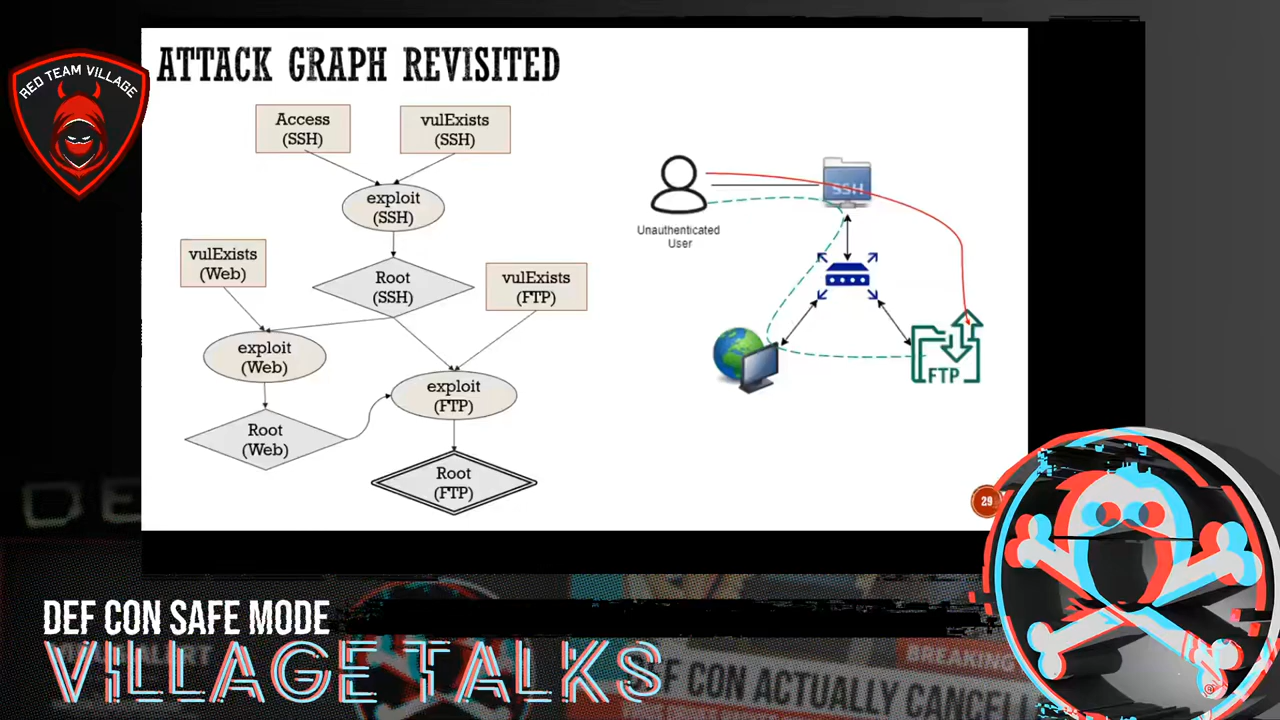 RED TEAM VILLAGE
ATTACK GRAPH REVISITED
Access
(SSH)
vulExists
(SSH)
exploit
(SSH)
vulExists
(Web)
Root
(SSH)
vulExists
(FTP)
exploit
(Web)
exploit
(FTP)
Root
(Web)
Root
(FTP)
Unauthenticated
User
SSH
FTP
29
DEF CON SAFE MODE
VILLAGE TALKS
BREAKING
DEF CON ACTUALLY CANCEL